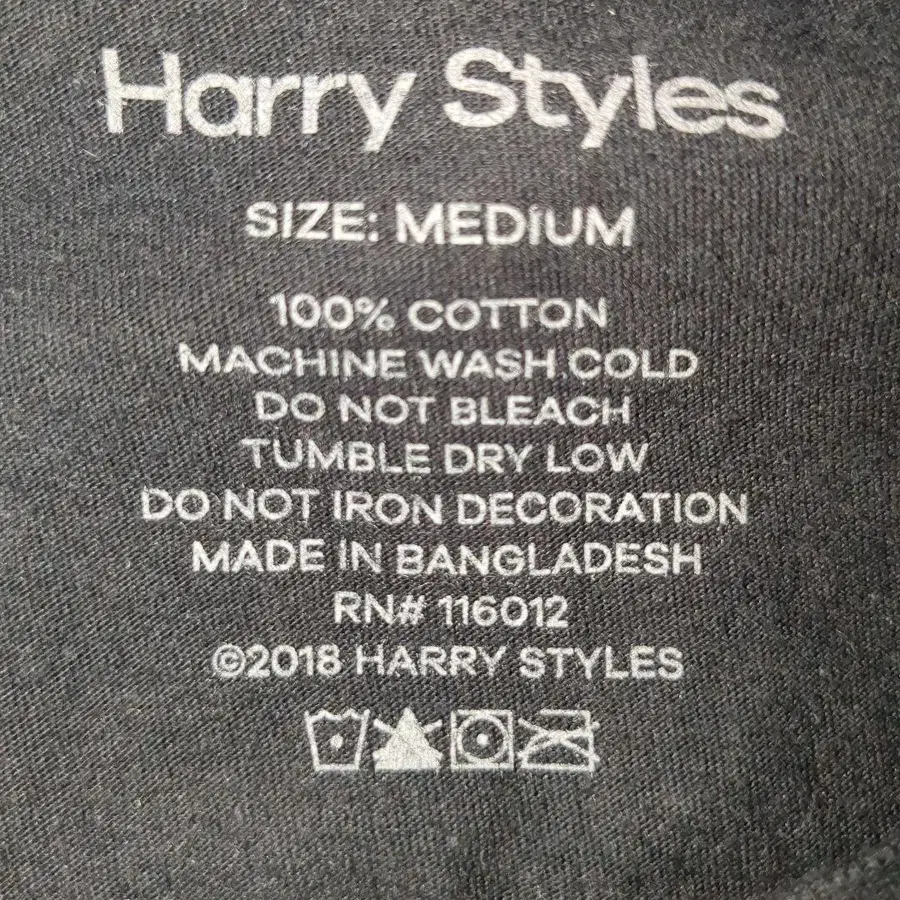 Harry Styles
SIZE: MEDIUM
100% COTTON
MACHINE WASH COLD
DO NOT BLEACH
TUMBLE DRY LOW
DO NOT IRON DECORATION
MADE IN BANGLADESH
RN# 116012
©2018 HARRY STYLES